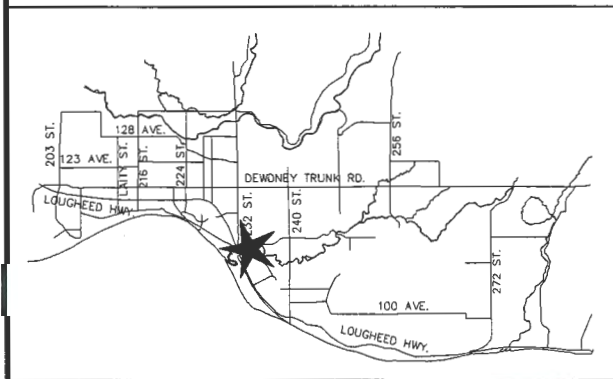 128 AVE.
203 ST.
123 AVE.
LAITY ST.
216 ST.
224 ST.
256 ST.
DEWDNEY TRUNK RD.
LOUGHEED HWY.
232 ST.
240 ST.
272 ST.
100 AVE.
LOUGHEED HWY.